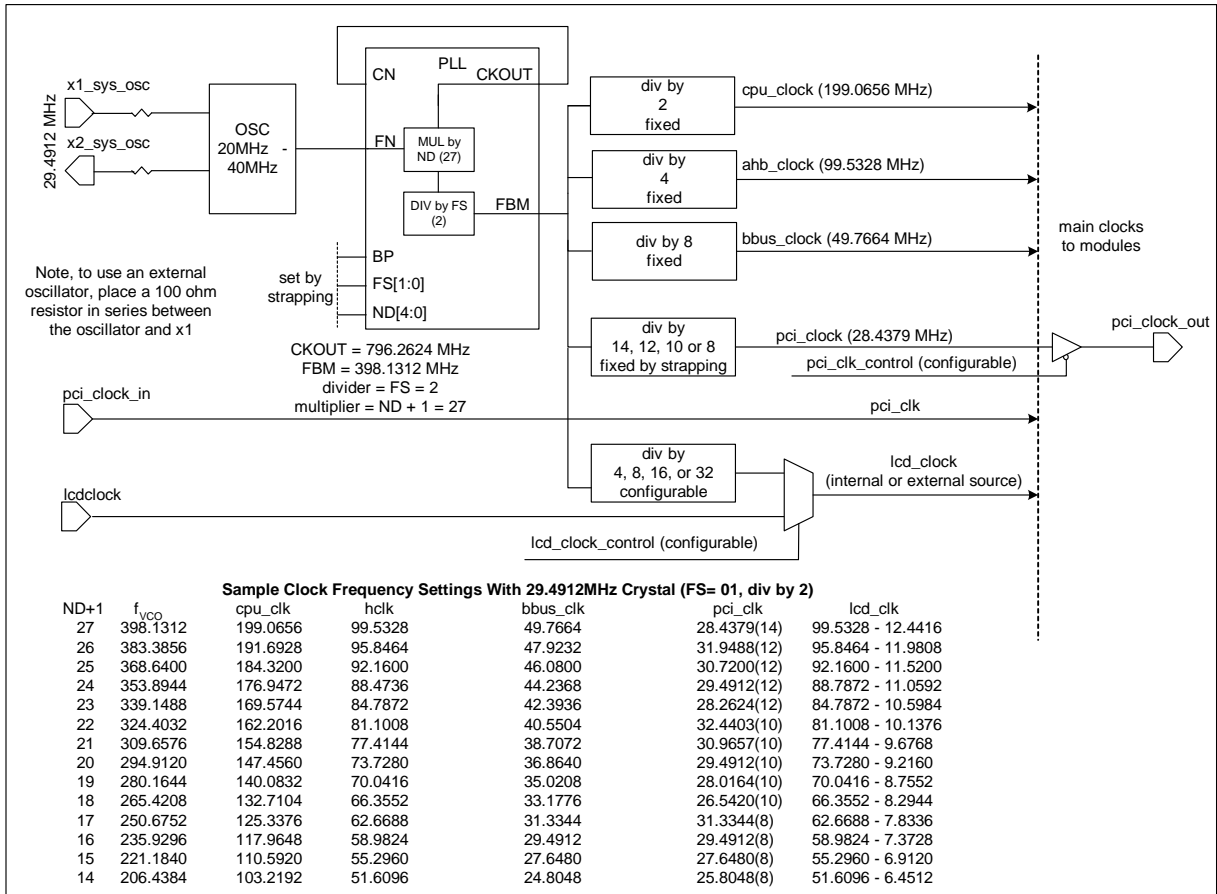 x1_sys_osc
x2_sys_osc
29.4912 MHz
OSC
20MHz -
40MHz
PLL
CN
CKOUT
FN
MUL by
ND (27)
DIV by FS
(2)
FBM
BP
FS[1:0]
ND[4:0]
set by
strapping
Note, to use an external
oscillator, place a 100 ohm
resistor in series between
the oscillator and x1
CKOUT = 796.2624 MHz
FBM = 398.1312 MHz
divider = FS = 2
multiplier = ND + 1 = 27
div by
2
fixed
cpu_clock (199.0656 MHz)
div by
4
fixed
ahb_clock (99.5328 MHz)
div by 8
fixed
bbus_clock (49.7664 MHz)
main clocks
to modules
div by
14, 12, 10 or 8
fixed by strapping
pci_clock (28.4379 MHz)
pci_clk_control (configurable)
pci_clock_out
pci_clock_in
pci_clk
div by
4, 8, 16, or 32
configurable
lcd_clock
(internal or external source)
lcdclock
lcd_clock_control (configurable)
Sample Clock Frequency Settings With 29.4912MHz Crystal (FS= 01, div by 2)
ND+1 fVCO cpu_clk hclk bbus_clk pci_clk lcd_clk
27 398.1312 199.0656 99.5328 49.7664 28.4379(14) 99.5328 - 12.4416
26 383.3856 191.6928 95.8464 47.9232 31.9488(12) 95.8464 - 11.9808
25 368.6400 184.3200 92.1600 46.0800 30.7200(12) 92.1600 - 11.5200
24 353.8944 176.9472 88.4736 44.2368 29.4912(12) 88.7872 - 11.0592
23 339.1488 169.5744 84.7872 42.3936 28.2624(12) 84.7872 - 10.5984
22 324.4032 162.2016 81.1008 40.5504 32.4403(10) 81.1008 - 10.1376
21 309.6576 154.8288 77.4144 38.7072 30.9657(10) 77.4144 - 9.6768
20 294.9120 147.4560 73.7280 36.8640 29.4912(10) 73.7280 - 9.2160
19 280.1644 140.0832 70.0416 35.0208 28.0164(10) 70.0416 - 8.7552
18 265.4208 132.7104 66.3552 33.1776 26.5420(10) 66.3552 - 8.2944
17 250.6752 125.3376 62.6688 31.3344 31.3344(8) 62.6688 - 7.8336
16 235.9296 117.9648 58.9824 29.4912 29.4912(8) 58.9824 - 7.3728
15 221.1840 110.5920 55.2960 27.6480 27.6480(8) 55.2960 - 6.9120
14 206.4384 103.2192 51.6096 24.8048 25.8048(8) 51.6096 - 6.4512